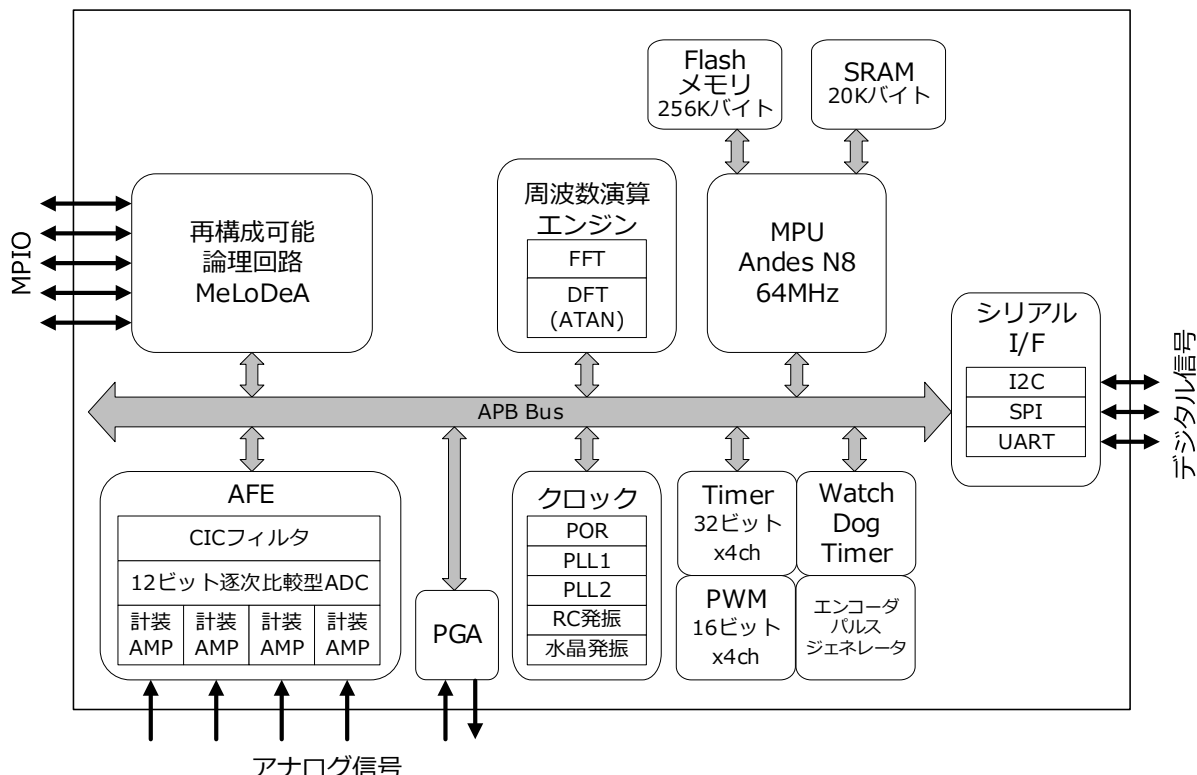 Flash
メモリ
256Kバイト
SRAM
20Kバイト
MPIO
再構成可能
論理回路
MeLoDeA
周波数演算
エンジン
FFT
DFT
(ATAN)
MPU
Andes N8
64MHz
シリアル
I/F
I2C
SPI
UART
デジタル信号
APB Bus
AFE
CICフィルタ
12ビット逐次比較型ADC
計装
AMP
計装
AMP
計装
AMP
計装
AMP
PGA
クロック
POR
PLL1
PLL2
RC発振
水晶発振
Timer
32ビット
x4ch
Watch
Dog
Timer
PWM
16ビット
x4ch
エンコーダ
パルス
ジェネレータ
アナログ信号